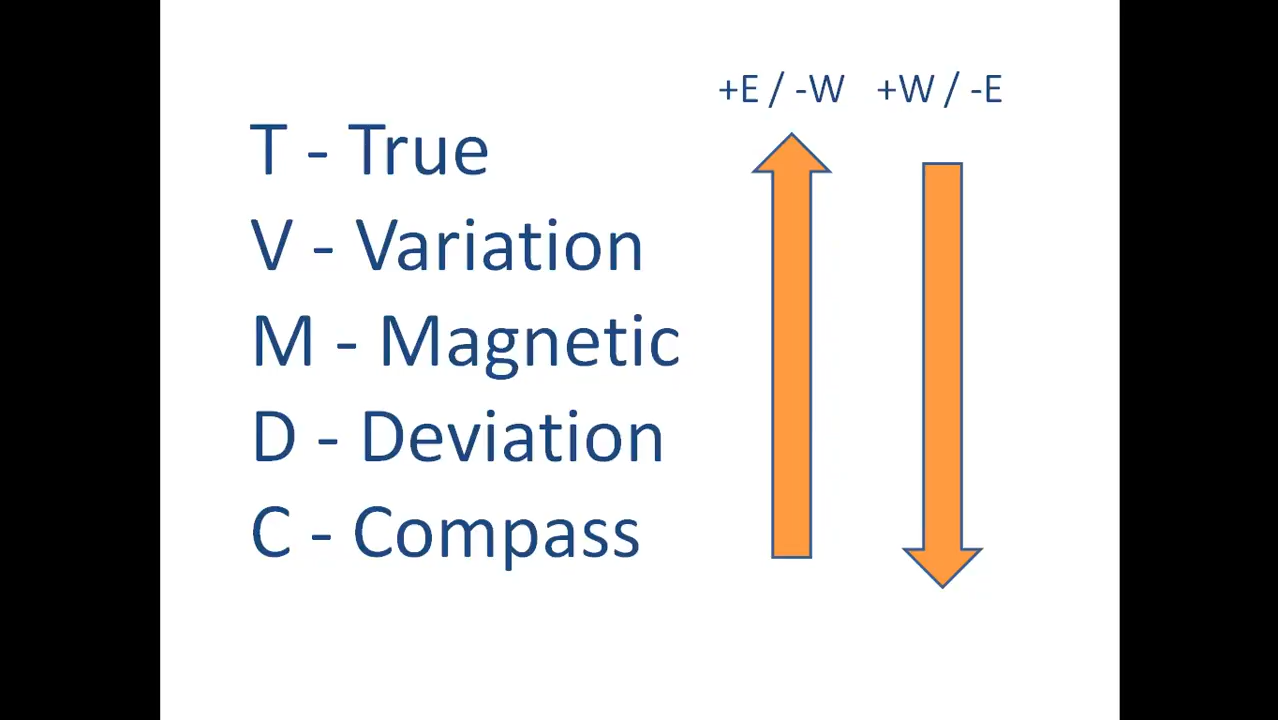 +E / -W +W / -E
T - True
V - Variation
M - Magnetic
D - Deviation
C - Compass